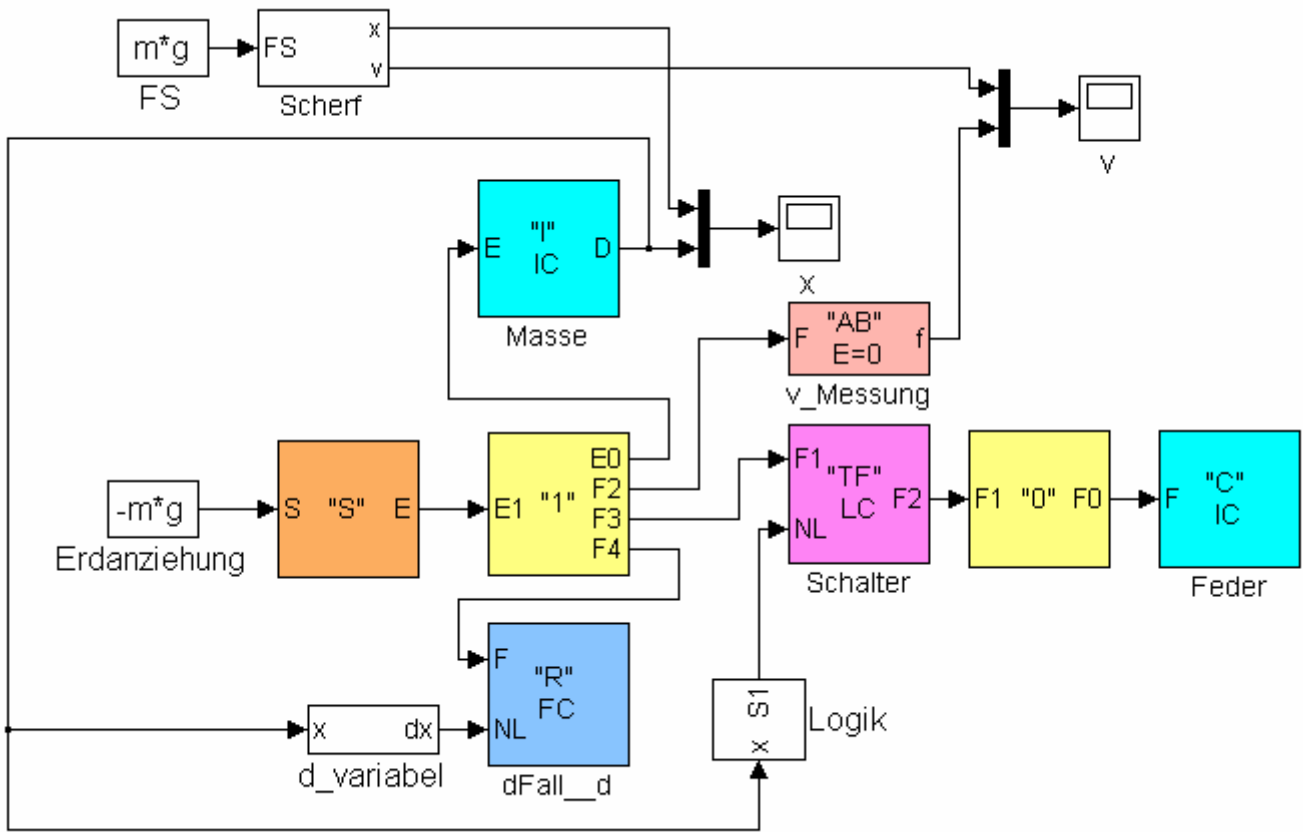 m*g
FS
FS
x
v
Scherf
v
E
"I"
IC
D
Masse
x
F
"AB"
E=0
f
v_Messung
-m*g
Erdanziehung
S
"S"
E
E1
"1"
E0
F2
F3
F4
F1
NL
"TF"
LC
F2
Schalter
F1
"0"
F0
F
"C"
IC
Feder
x
dx
d_variabel
F
NL
"R"
FC
dFall__d
x
S1
Logik